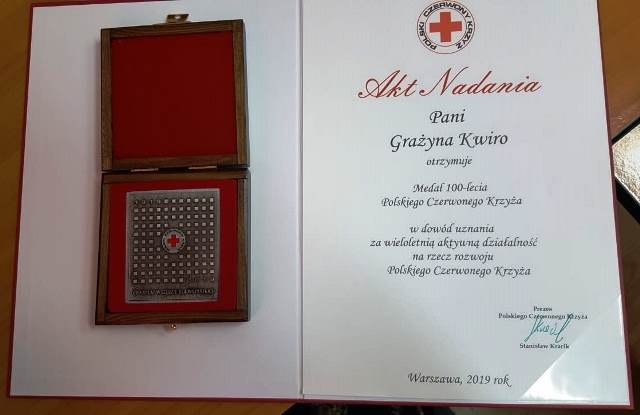 POLSKI CZERWONY KRZYŻ
Akt Nadania
Pani
Grażyna Kwiro
otrzymuje
Medal 100-lecia
Polskiego Czerwonego Krzyża
w dowód uznania
za wieloletnią aktywną działalność
na rzecz rozwoju
Polskiego Czerwonego Krzyża
Prezes
Polskiego Czerwonego Krzyża
Stanisław Kracik
Warszawa, 2019 rok